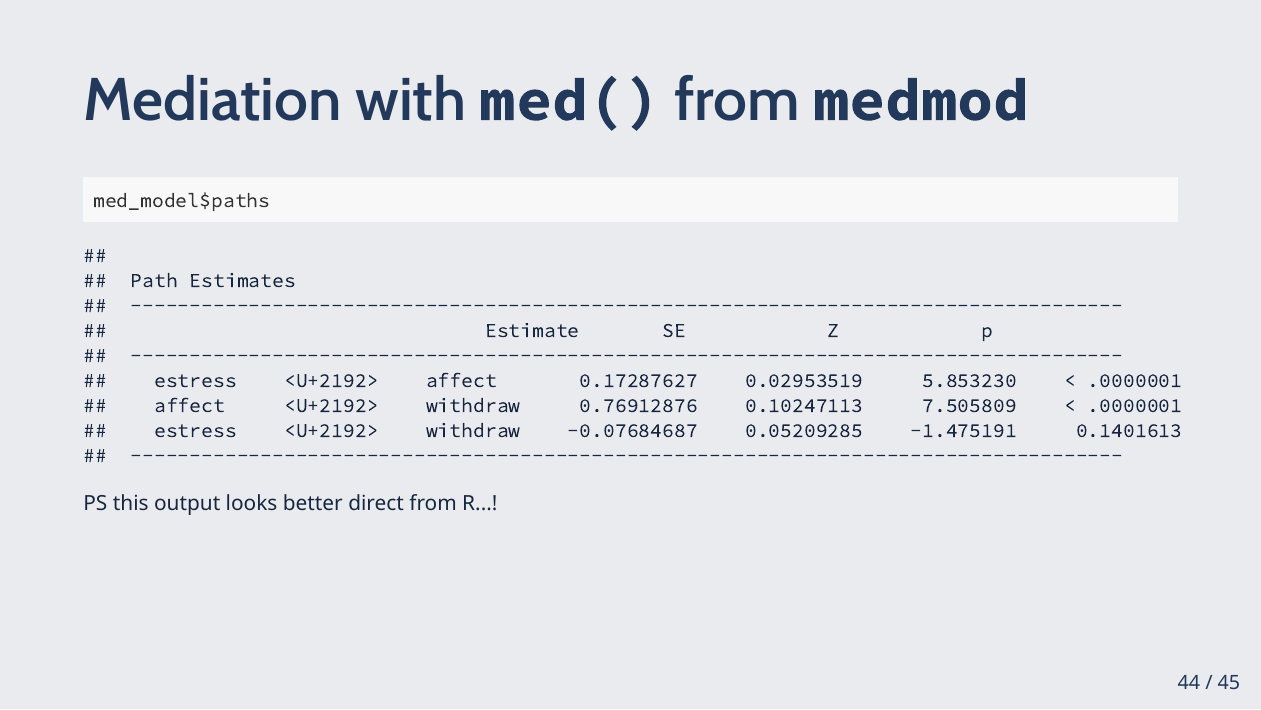 Mediation with med() from medmod
med_model$paths
##
##  Path Estimates
##  ------------------------------------------------------------------------------------
##                                Estimate       SE            Z            p
##  ------------------------------------------------------------------------------------
##    estress    <U+2192>    affect       0.17287627    0.02953519     5.853230    < .0000001
##    affect     <U+2192>    withdraw     0.76912876    0.10247113     7.505809    < .0000001
##    estress    <U+2192>    withdraw    -0.07684687    0.05209285    -1.475191     0.1401613
##  ------------------------------------------------------------------------------------
PS this output looks better direct from R...!
44 / 45